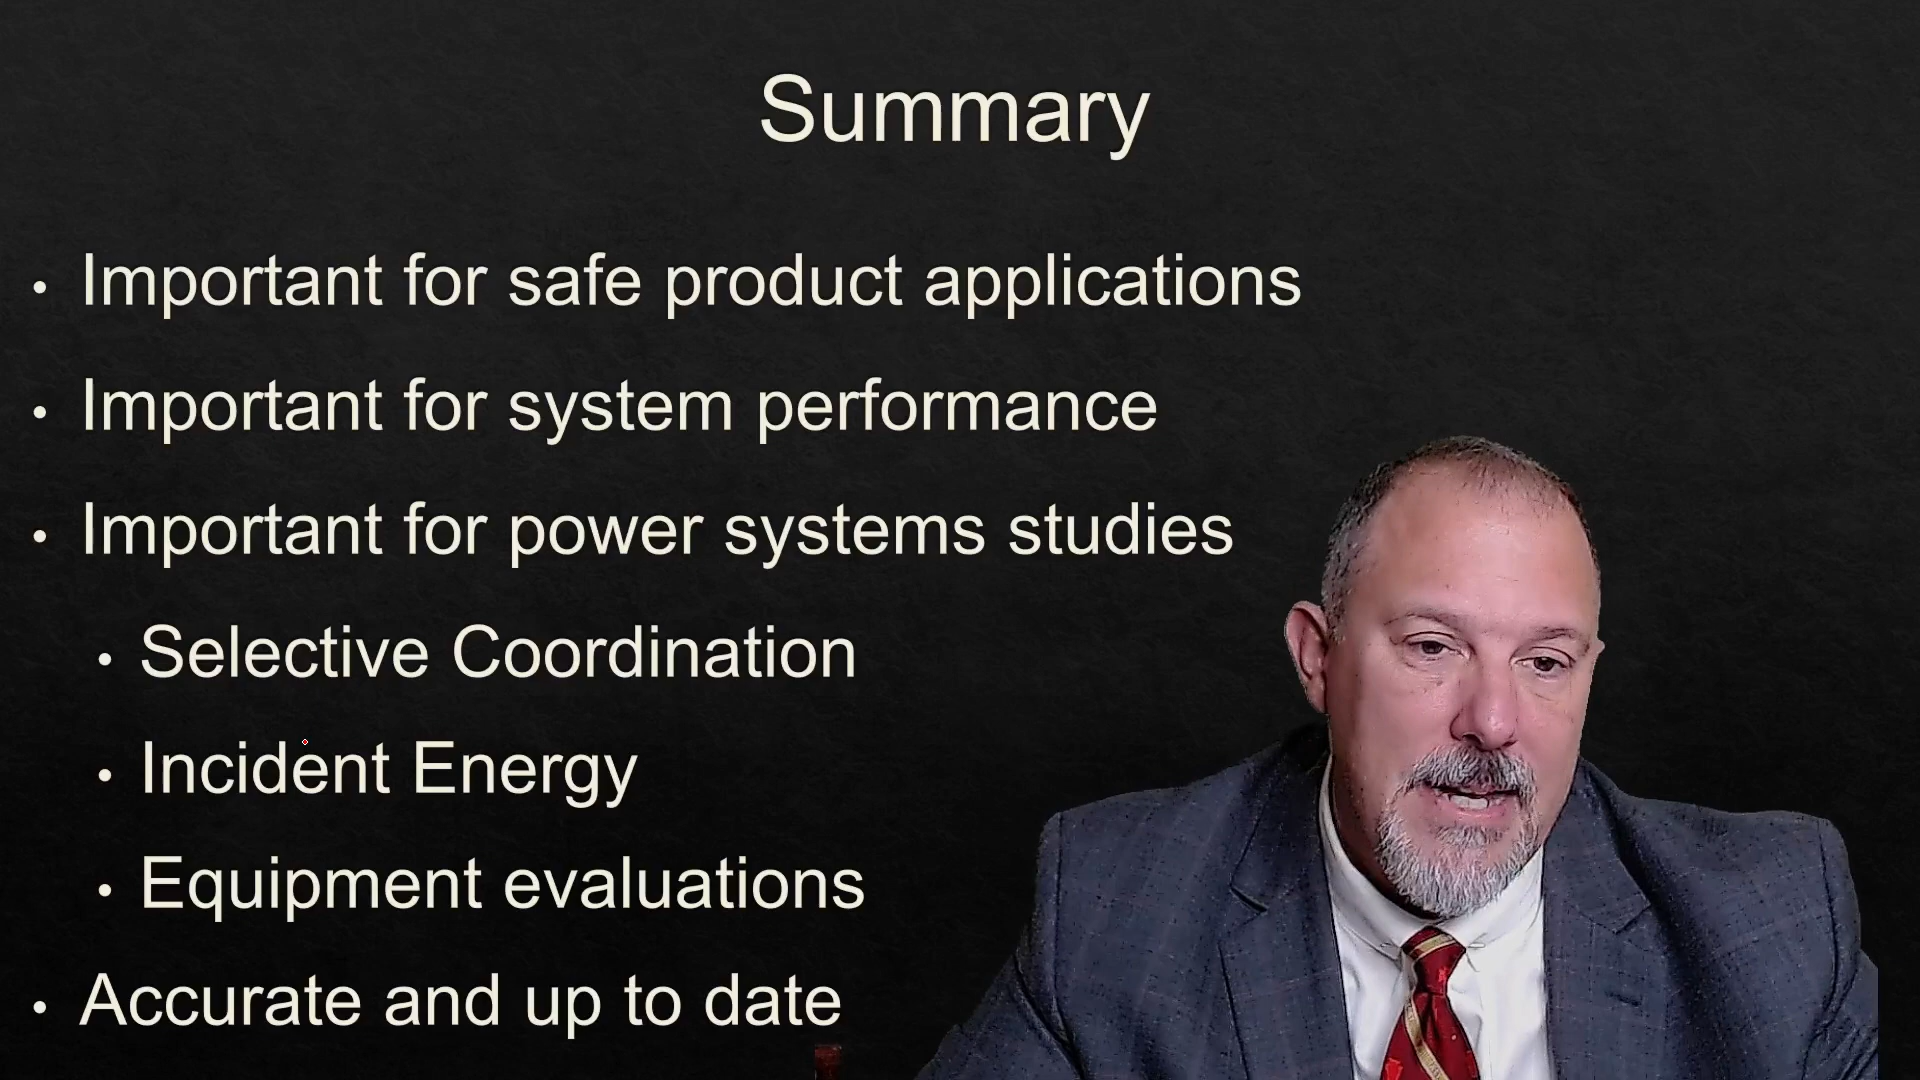 Summary
• Important for safe product applications
• Important for system performance
• Important for power systems studies
• Selective Coordination
• Incident Energy
• Equipment evaluations
• Accurate and up to date